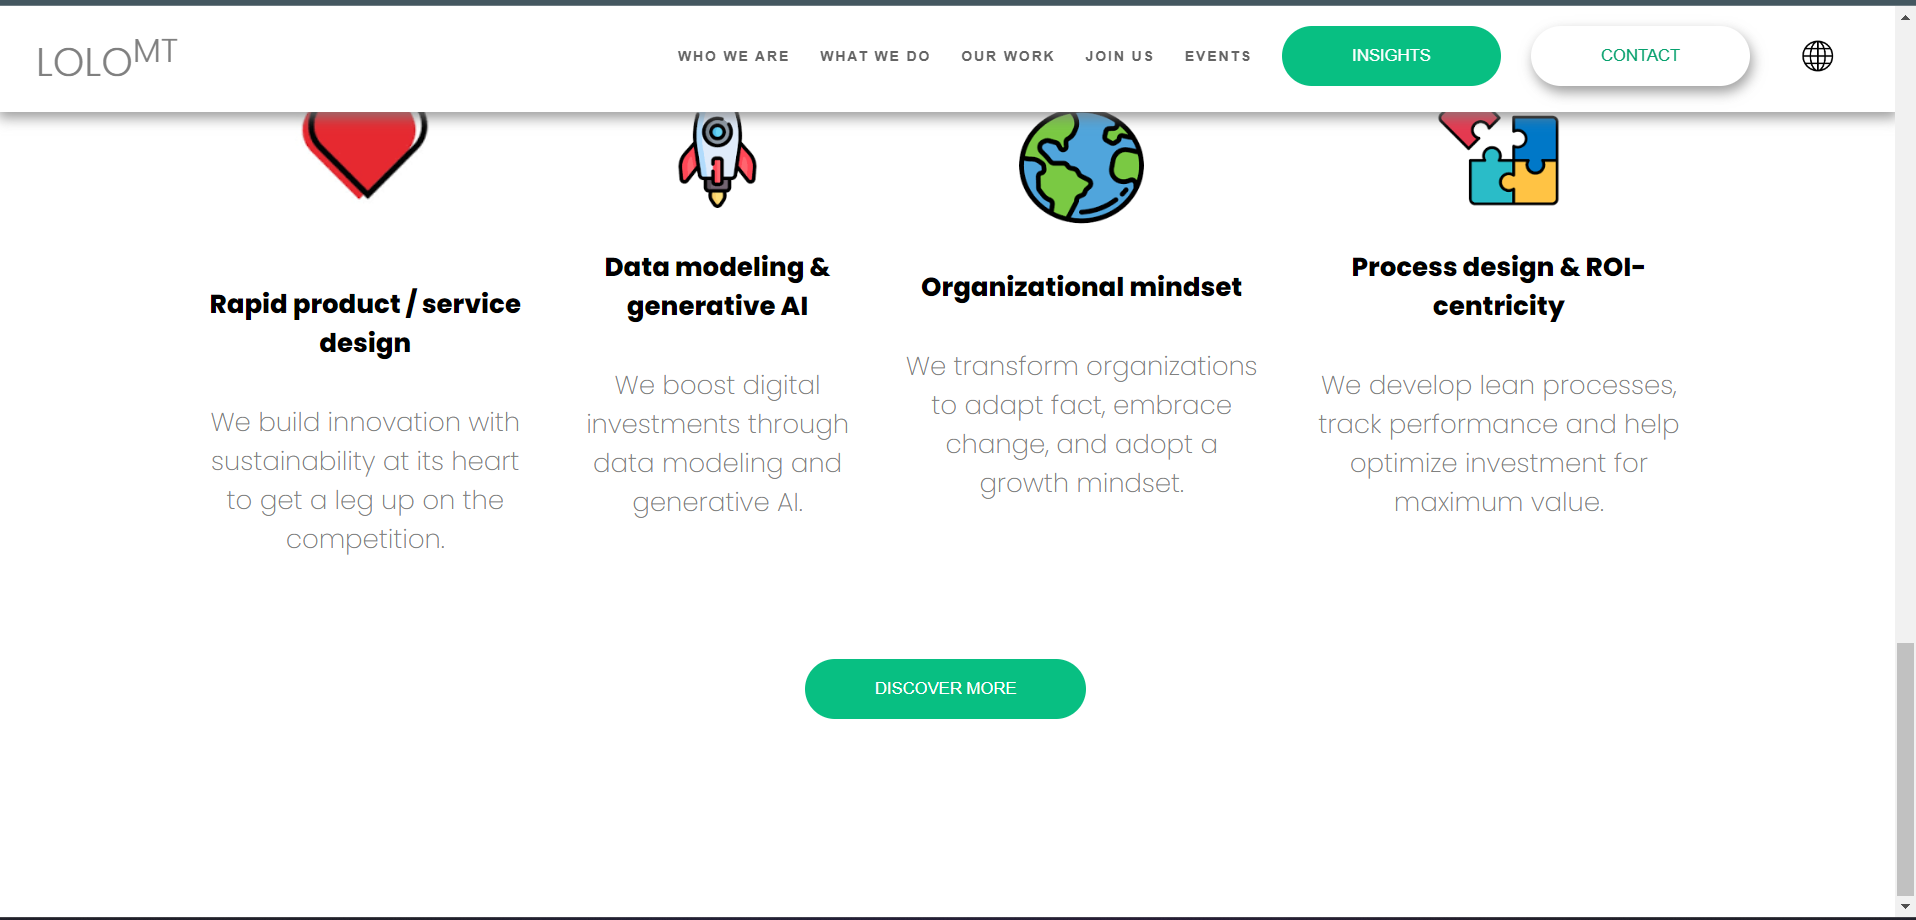 LOLOMT
WHO WE ARE
WHAT WE DO
OUR WORK
JOIN US
EVENTS
INSIGHTS
CONTACT
Rapid product / service
design
We build innovation with
sustainability at its heart
to get a leg up on the
competition.
Data modeling &
generative AI
We boost digital
investments through
data modeling and
generative AI.
Organizational mindset
We transform organizations
to adapt fact, embrace
change, and adopt a
growth mindset.
Process design & ROI-
centricity
We develop lean processes,
track performance and help
optimize investment for
maximum value.
DISCOVER MORE